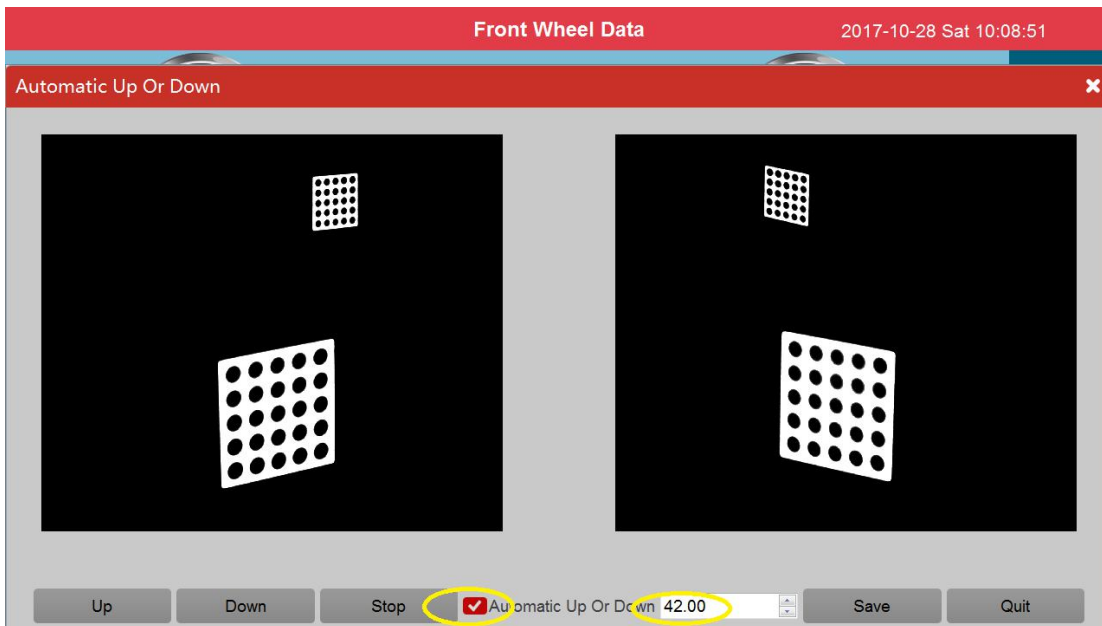 Front Wheel Data 2017-10-28 Sat 10:08:51
Automatic Up Or Down
Up Down Stop Automatic Up Or Down 42.00 Save Quit